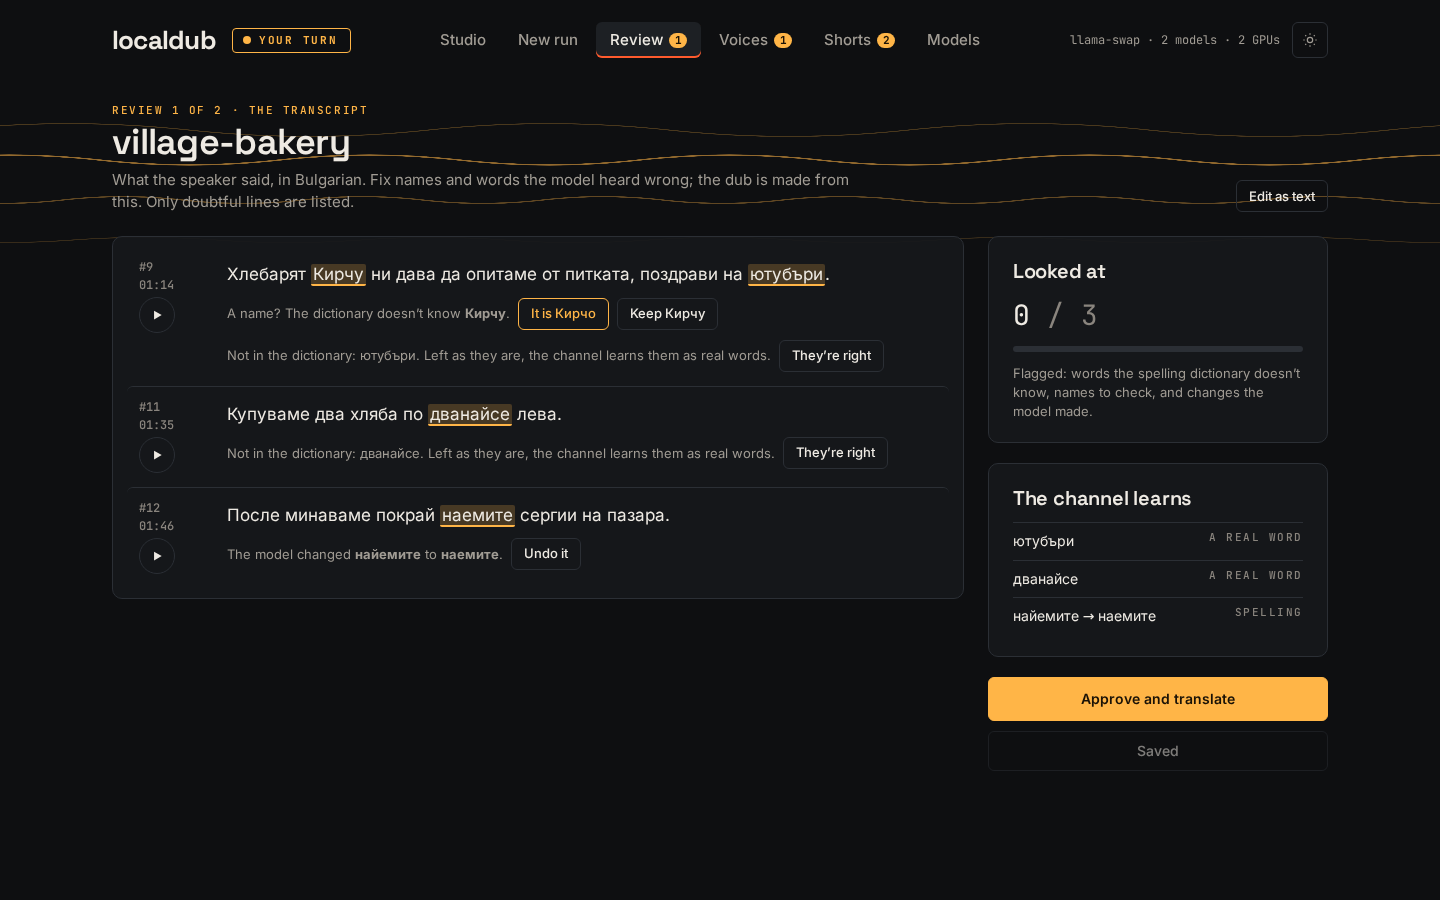 localdub
YOUR TURN
Studio
New run
Review 1
Voices 1
Shorts 2
Models
llama-swap · 2 models · 2 GPUs
REVIEW 1 OF 2 · THE TRANSCRIPT
village-bakery
What the speaker said, in Bulgarian. Fix names and words the model heard wrong; the dub is made from
this. Only doubtful lines are listed.
Edit as text
#9
01:14
Хлебарят Кирчу ни дава да опитаме от питката, поздрави на ютубъри.
A name? The dictionary doesn’t know Кирчу. It is Кирчо Keep Кирчу
Not in the dictionary: ютубъри. Left as they are, the channel learns them as real words. They’re right
#11
01:35
Купуваме два хляба по дванайсе лева.
Not in the dictionary: дванайсе. Left as they are, the channel learns them as real words. They’re right
#12
01:46
После минаваме покрай наемите сергии на пазара.
The model changed найемите to наемите. Undo it
Looked at
0 / 3
Flagged: words the spelling dictionary doesn’t
know, names to check, and changes the
model made.
The channel learns
ютубъри A REAL WORD
дванайсе A REAL WORD
найемите → наемите SPELLING
Approve and translate
Saved